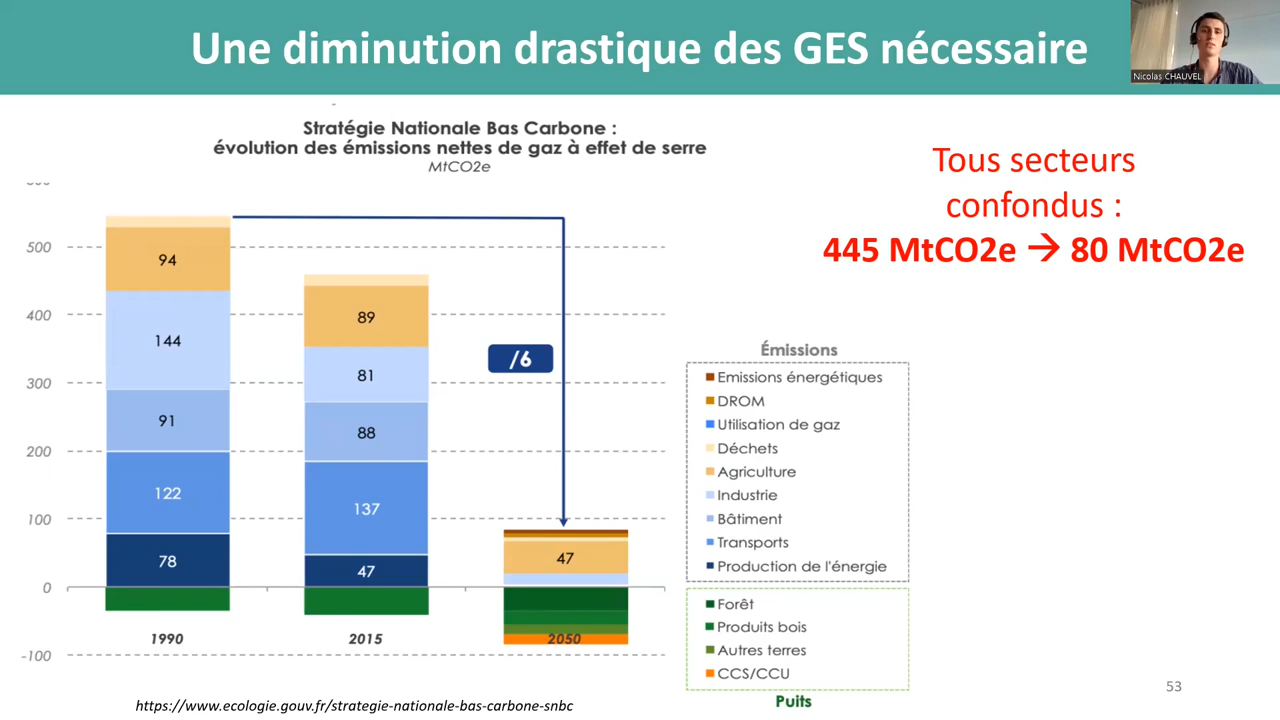 Une diminution drastique des GES nécessaire
Nicolas CHAUVEL
Stratégie Nationale Bas Carbone :
évolution des émissions nettes de gaz à effet de serre
MtCO2e
Tous secteurs
confondus :
445 MtCO2e → 80 MtCO2e
500
400
300
200
100
0
-100
94
144
91
122
78
89
81
88
137
47
/6
47
1990
2015
2050
Émissions
Emissions énergétiques
DROM
Utilisation de gaz
Déchets
Agriculture
Industrie
Bâtiment
Transports
Production de l'énergie
Forêt
Produits bois
Autres terres
CCS/CCU
Puits
https://www.ecologie.gouv.fr/strategie-nationale-bas-carbone-snbc
53